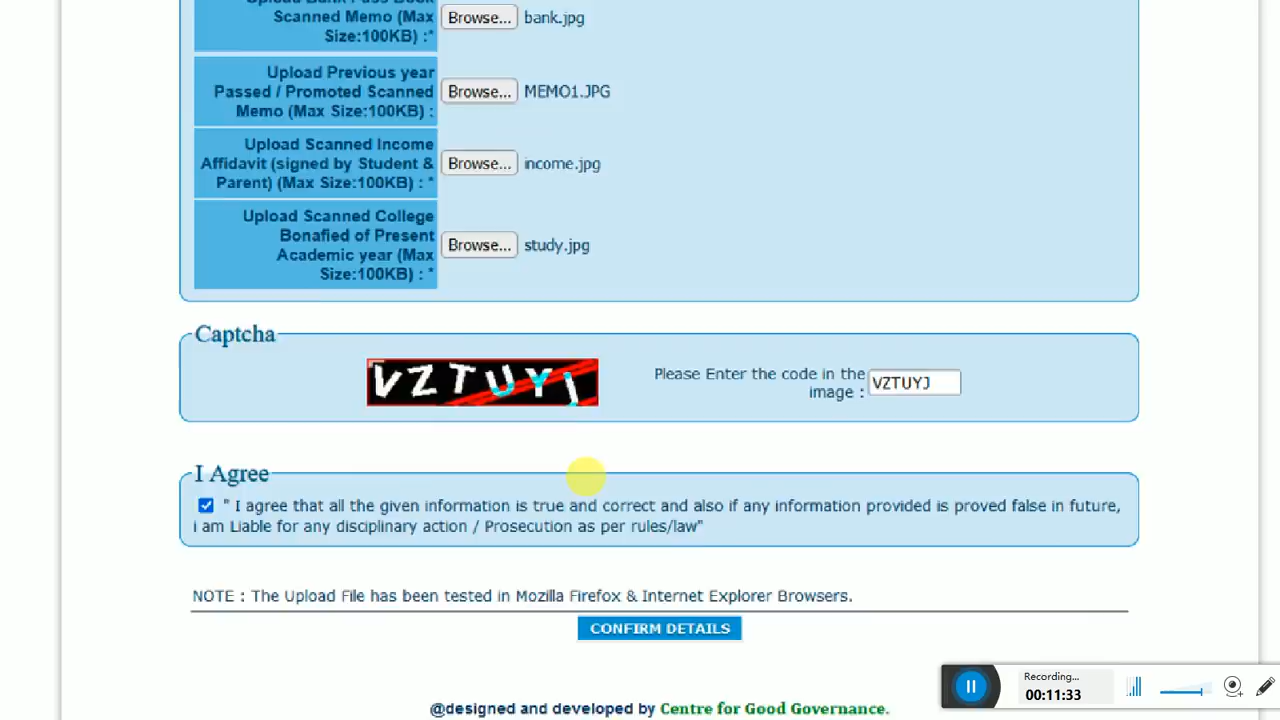 Upload Bank Pass Book
Scanned Memo (Max
Size:100KB) :*
Browse... bank.jpg
Upload Previous year
Passed / Promoted Scanned
Memo (Max Size:100KB) :
Browse... MEMO1.JPG
Upload Scanned Income
Affidavit (signed by Student &
Parent) (Max Size:100KB) : *
Browse... income.jpg
Upload Scanned College
Bonafied of Present
Academic year (Max
Size:100KB) : *
Browse... study.jpg
Captcha
VZTUYJ
Please Enter the code in the
image :
VZTUYJ
I Agree
" I agree that all the given information is true and correct and also if any information provided is proved false in future,
i am Liable for any disciplinary action / Prosecution as per rules/law"
NOTE : The Upload File has been tested in Mozilla Firefox & Internet Explorer Browsers.
CONFIRM DETAILS
Recording...
00:11:33
@designed and developed by Centre for Good Governance.